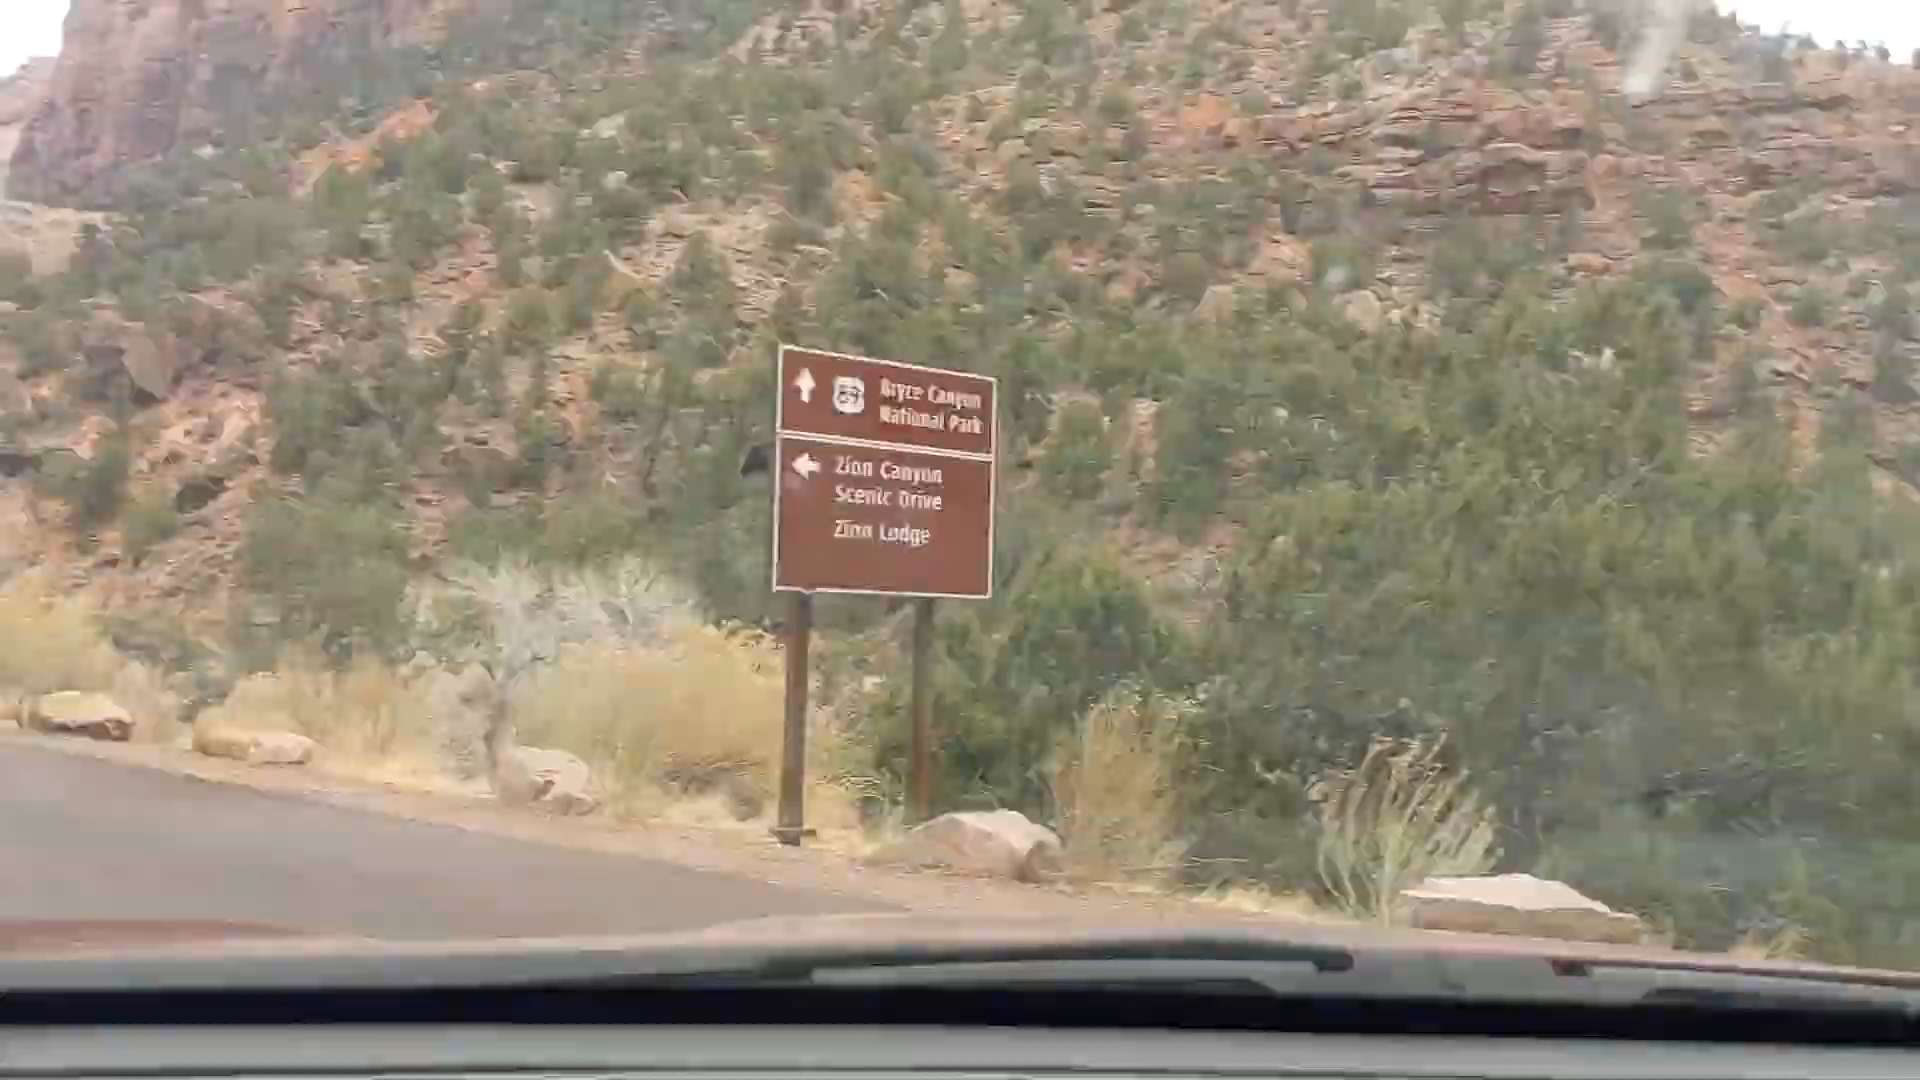 Bryce Canyon
National Park
Zion Canyon
Scenic Drive
Zion Lodge